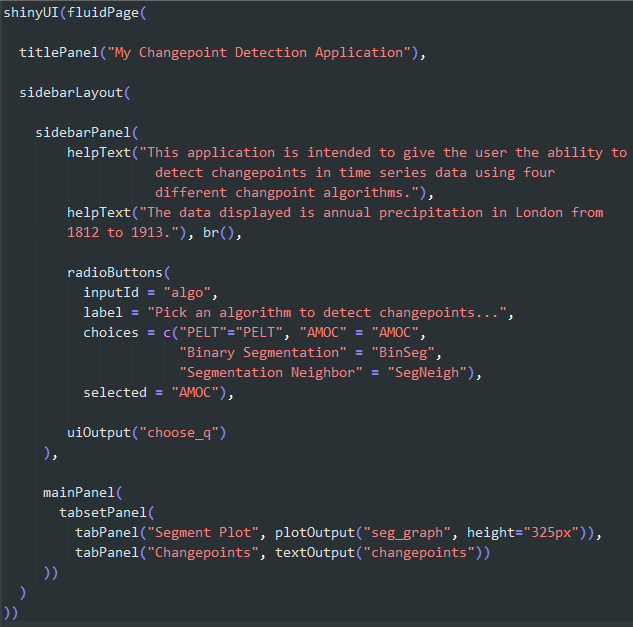 shinyUI(fluidPage(
titlePanel("My Changepoint Detection Application"),
sidebarLayout(
sidebarPanel(
helpText("This application is intended to give the user the ability to
detect changepoints in time series data using four
different changpoint algorithms."),
helpText("The data displayed is annual precipitation in London from
1812 to 1913."), br(),
radioButtons(
inputId = "algo",
label = "Pick an algorithm to detect changepoints...",
choices = c("PELT"="PELT", "AMOC" = "AMOC",
"Binary Segmentation" = "BinSeg",
"Segmentation Neighbor" = "SegNeigh"),
selected = "AMOC"),
uiOutput("choose_q")
),
mainPanel(
tabsetPanel(
tabPanel("Segment Plot", plotOutput("seg_graph", height="325px")),
tabPanel("Changepoints", textOutput("changepoints"))
))
)
))